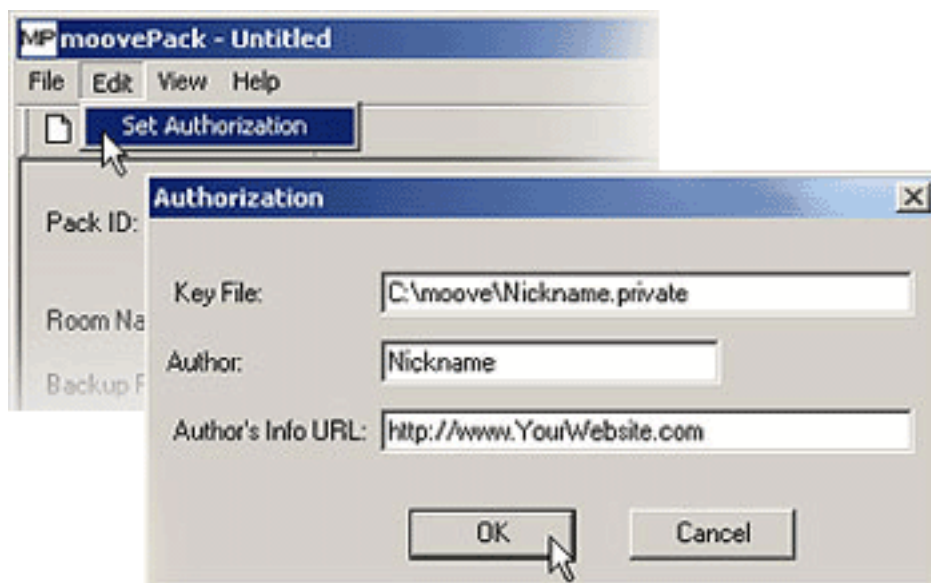 MP moovePack - Untitled
File Edit View Help
Set Authorization
Authorization
Pack ID:
Key File: C:\moove\Nickname.private
Room Na
Author: Nickname
Backup F
Author's Info URL: http://www.YourWebsite.com
OK Cancel